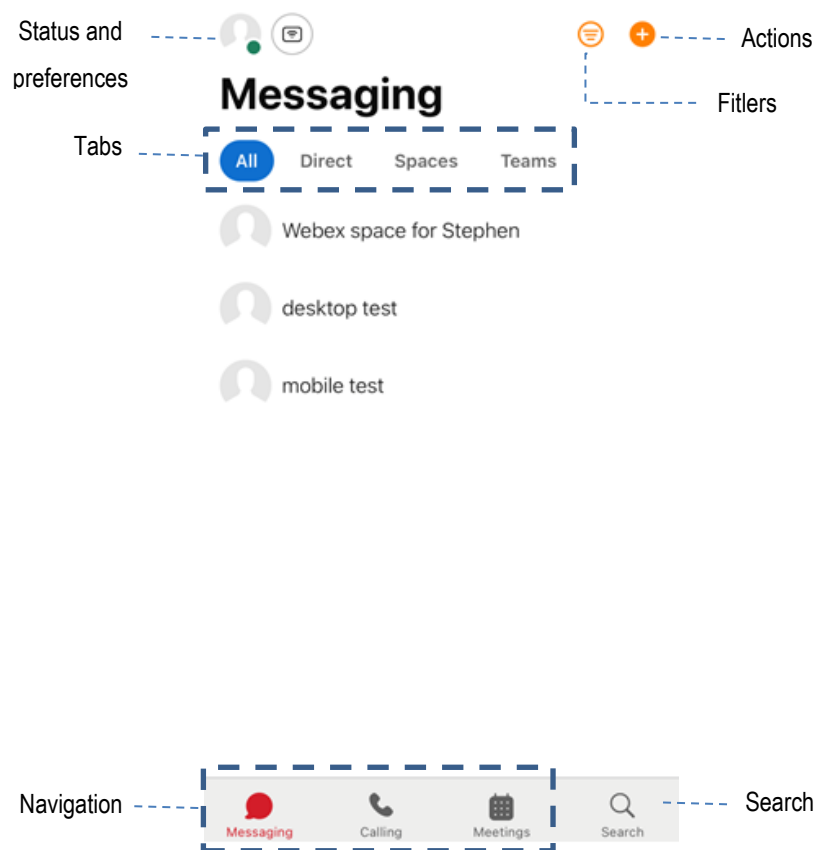 Status and
preferences
Actions
Fitlers
Messaging
Tabs
All Direct Spaces Teams
Webex space for Stephen
desktop test
mobile test
Navigation
Messaging Calling Meetings Search
Search